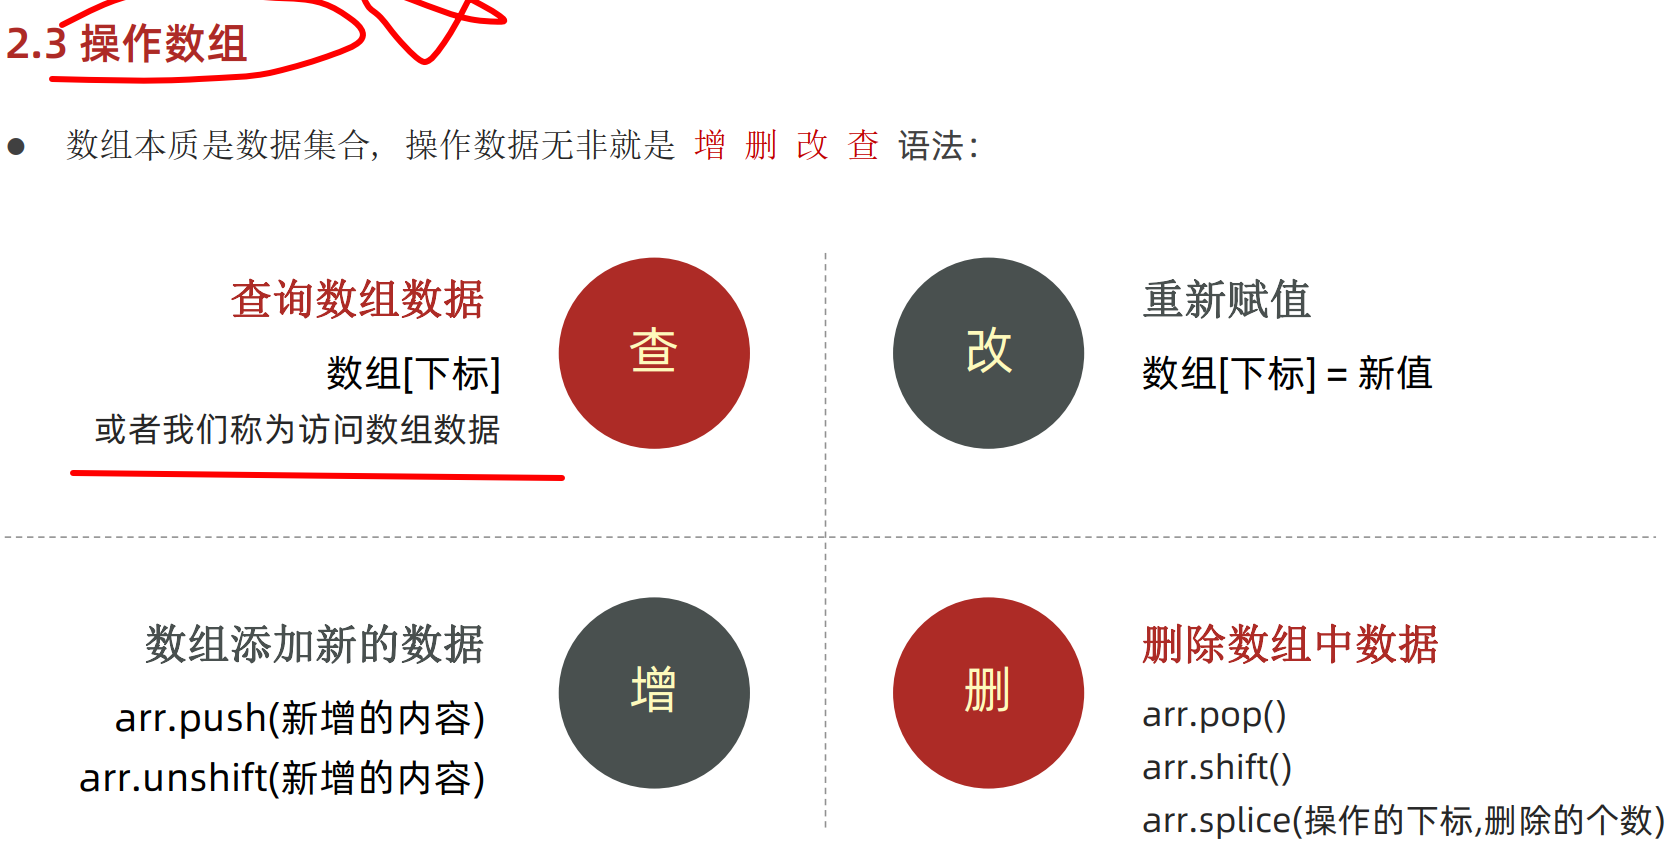 2.3 操作数组
数组本质是数据集合，操作数据无非就是 增 删 改 查 语法：
查询数组数据
数组[下标]
或者我们称为访问数组数据
查
改
重新赋值
数组[下标] = 新值
数组添加新的数据
arr.push(新增的内容)
arr.unshift(新增的内容)
增
删
删除数组中数据
arr.pop()
arr.shift()
arr.splice(操作的下标,删除的个数)